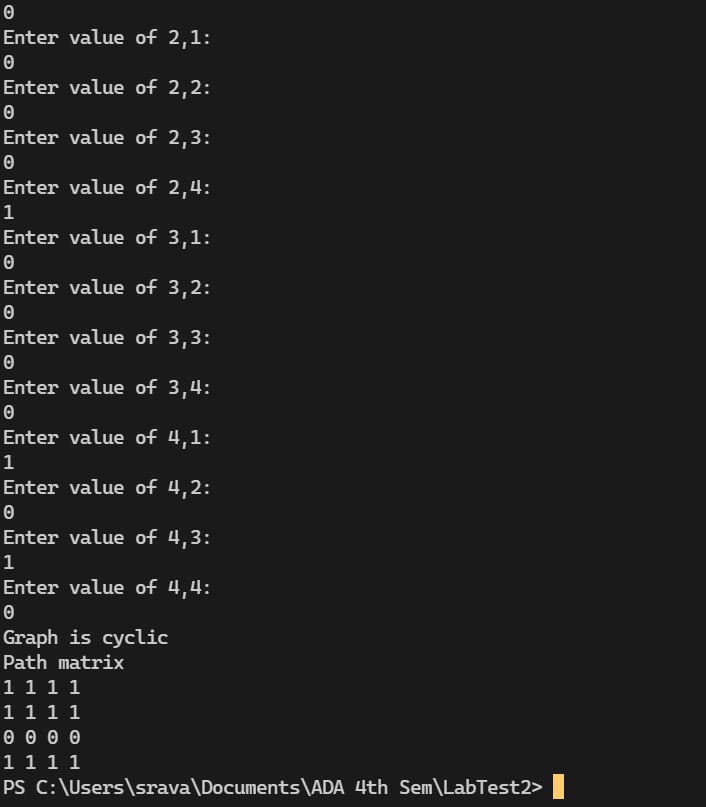 0
Enter value of 2,1:
0
Enter value of 2,2:
0
Enter value of 2,3:
0
Enter value of 2,4:
1
Enter value of 3,1:
0
Enter value of 3,2:
0
Enter value of 3,3:
0
Enter value of 3,4:
0
Enter value of 4,1:
1
Enter value of 4,2:
0
Enter value of 4,3:
1
Enter value of 4,4:
0
Graph is cyclic
Path matrix
1 1 1 1
1 1 1 1
0 0 0 0
1 1 1 1
PS C:\Users\srava\Documents\ADA 4th Sem\LabTest2>